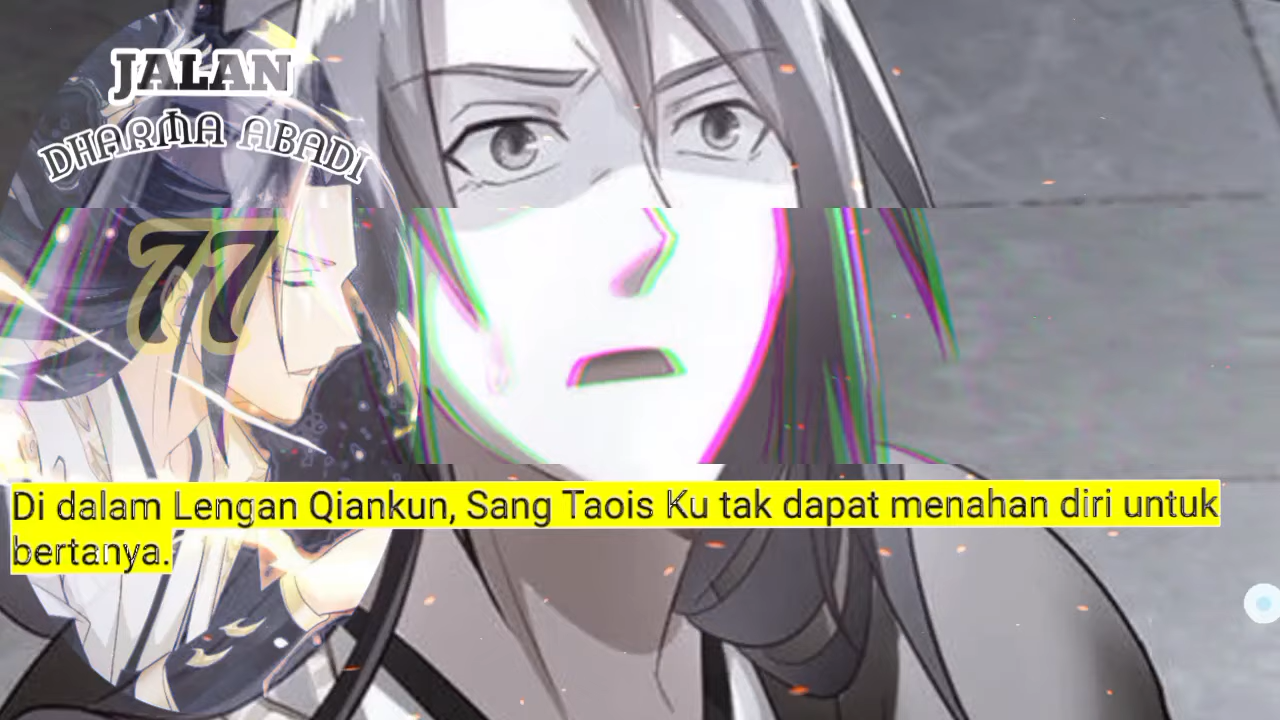 JALAN
DHARMA ABADI
77
Di dalam Lengan Qiankun, Sang Taois Ku tak dapat menahan diri untuk
bertanya.